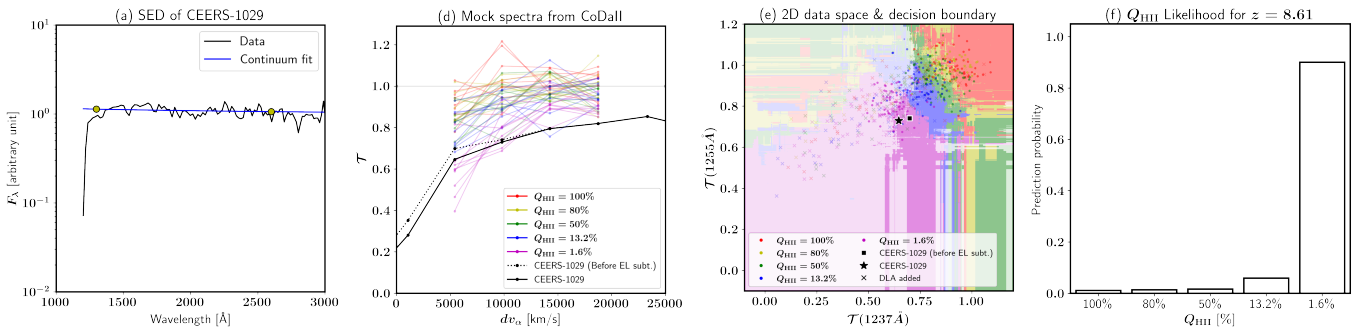 (a) SED of CEERS-1029
10¹
10⁰
10⁻¹
10⁻²
Fλ [arbitrary unit]
Data
Continuum fit
1000 1500 2000 2500 3000
Wavelength [Å]
(d) Mock spectra from CoDaII
1.2
1.0
0.8
0.6
0.4
0.2
0.0
𝒯
Q_HII = 100%
Q_HII = 80%
Q_HII = 50%
Q_HII = 13.2%
Q_HII = 1.6%
CEERS-1029 (Before EL subt.)
CEERS-1029
0 5000 10000 15000 20000 25000
dv_α [km/s]
(e) 2D data space & decision boundary
1.2
1.0
0.8
0.6
0.4
0.2
0.0
𝒯(1255Å)
Q_HII = 100%
Q_HII = 80%
Q_HII = 50%
Q_HII = 13.2%
Q_HII = 1.6%
CEERS-1029 (before EL subt.)
CEERS-1029
DLA added
0.00 0.25 0.50 0.75 1.00
𝒯(1237Å)
(f) Q_HII Likelihood for z = 8.61
1.0
0.8
0.6
0.4
0.2
0.0
Prediction probability
100% 80% 50% 13.2% 1.6%
Q_HII [%]